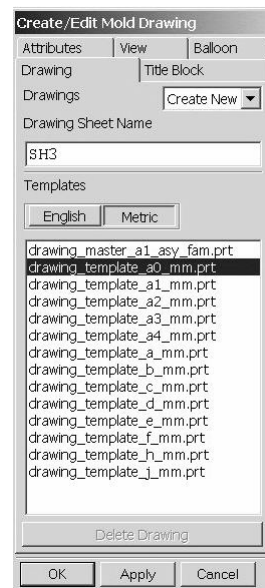 Create/Edit Mold Drawing
Attributes View Balloon
Drawing Title Block
Drawings Create New
Drawing Sheet Name
SH3
Templates
English Metric
drawing_master_a1_asy_fam.prt
drawing_template_a0_mm.prt
drawing_template_a1_mm.prt
drawing_template_a2_mm.prt
drawing_template_a3_mm.prt
drawing_template_a4_mm.prt
drawing_template_a_mm.prt
drawing_template_b_mm.prt
drawing_template_c_mm.prt
drawing_template_d_mm.prt
drawing_template_e_mm.prt
drawing_template_f_mm.prt
drawing_template_h_mm.prt
drawing_template_j_mm.prt
Delete Drawing
OK Apply Cancel